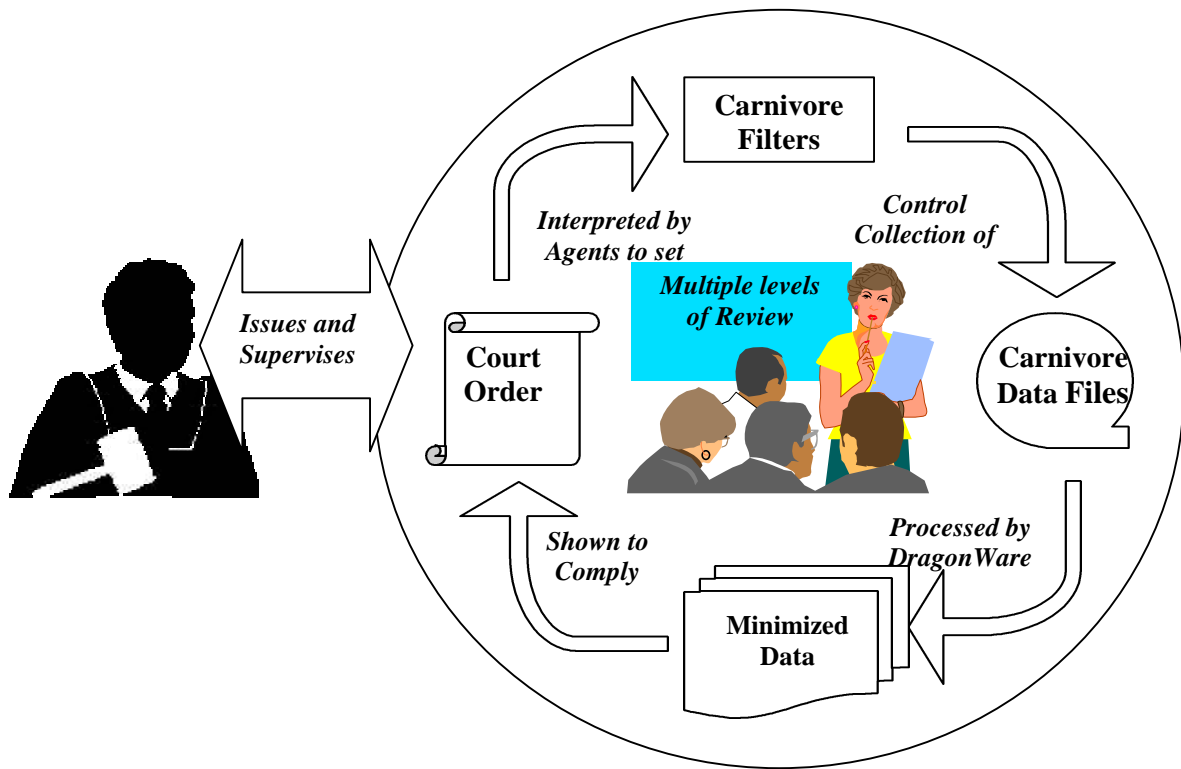 Carnivore
Filters
Interpreted by
Agents to set
Control
Collection of
Multiple levels
of Review
Issues and
Supervises
Court
Order
Carnivore
Data Files
Shown to
Comply
Processed by
DragonWare
Minimized
Data